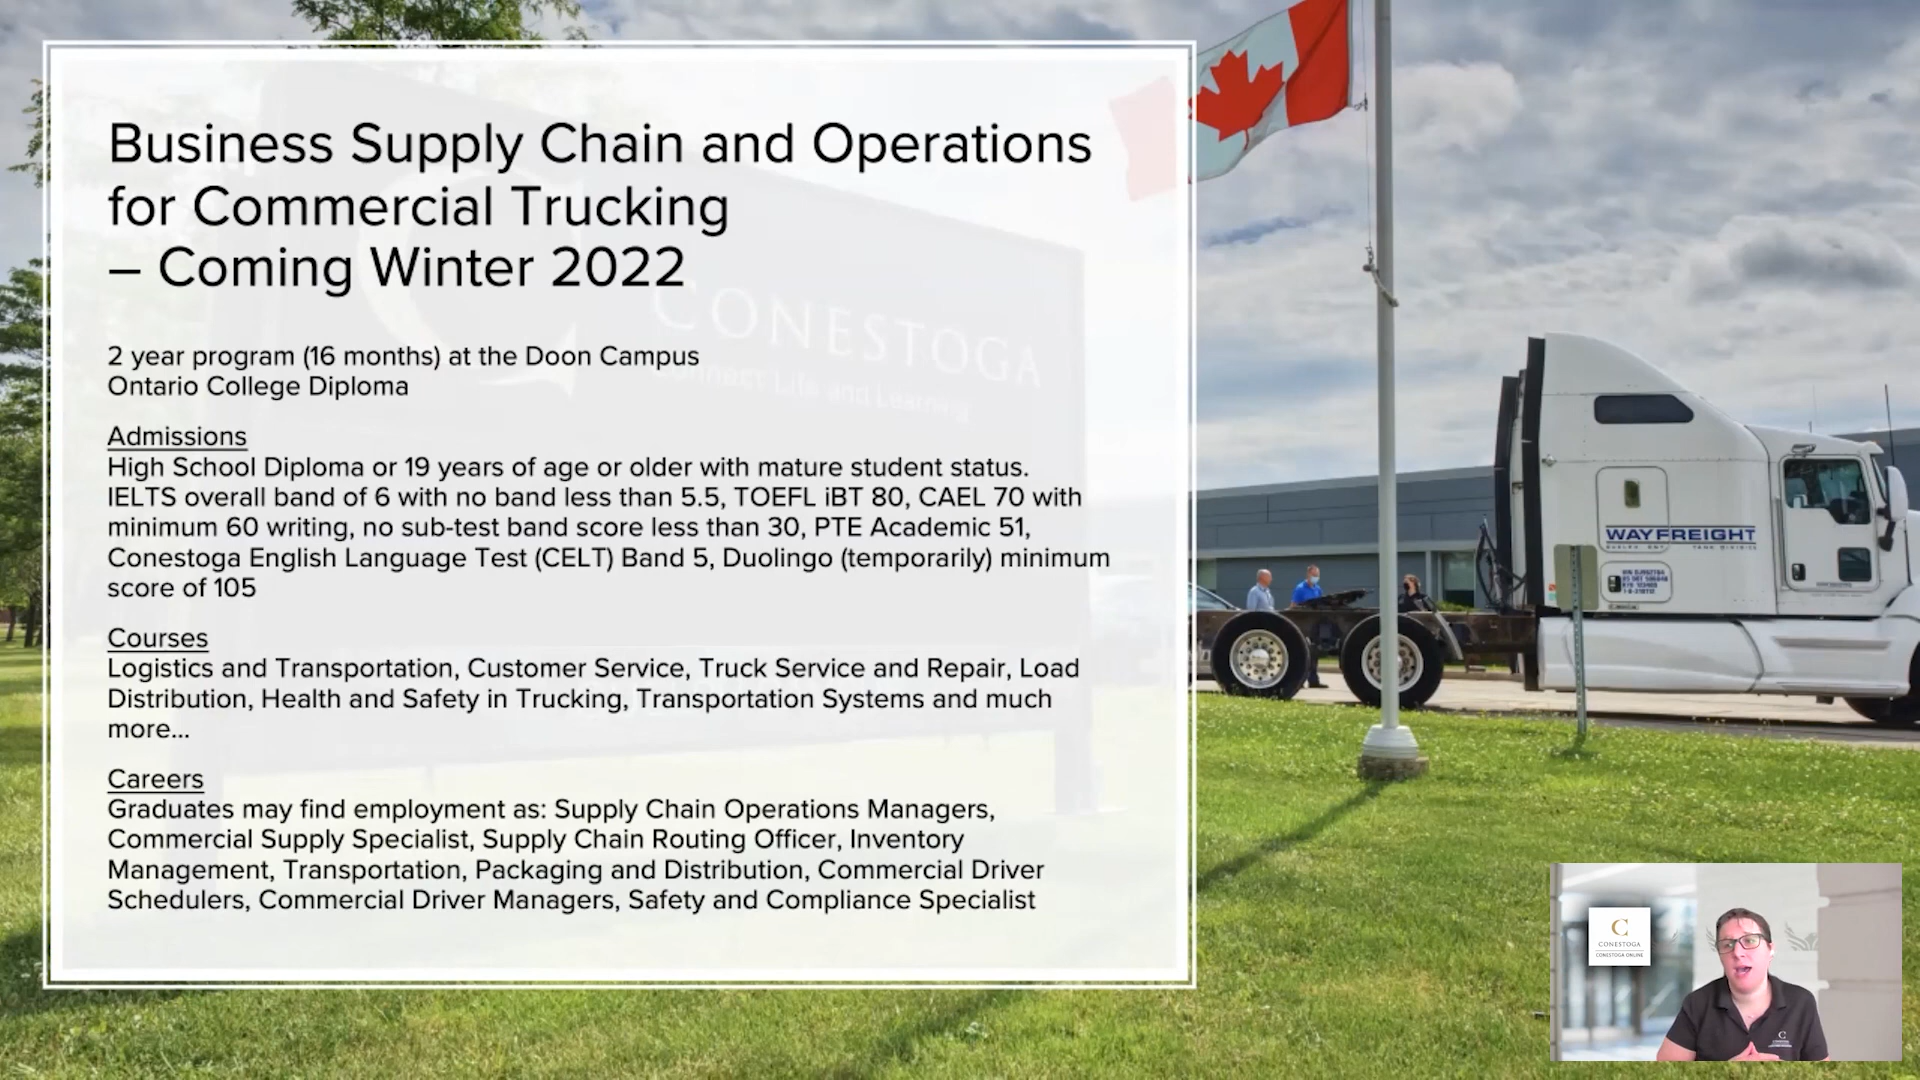 Business Supply Chain and Operations
for Commercial Trucking
– Coming Winter 2022
2 year program (16 months) at the Doon Campus
Ontario College Diploma
Admissions
High School Diploma or 19 years of age or older with mature student status.
IELTS overall band of 6 with no band less than 5.5, TOEFL iBT 80, CAEL 70 with
minimum 60 writing, no sub-test band score less than 30, PTE Academic 51,
Conestoga English Language Test (CELT) Band 5, Duolingo (temporarily) minimum
score of 105
Courses
Logistics and Transportation, Customer Service, Truck Service and Repair, Load
Distribution, Health and Safety in Trucking, Transportation Systems and much
more...
Careers
Graduates may find employment as: Supply Chain Operations Managers,
Commercial Supply Specialist, Supply Chain Routing Officer, Inventory
Management, Transportation, Packaging and Distribution, Commercial Driver
Schedulers, Commercial Driver Managers, Safety and Compliance Specialist
CONESTOGA
Connect Life and Learning
WAYFREIGHT
C
CONESTOGA
CONESTOGA ONLINE